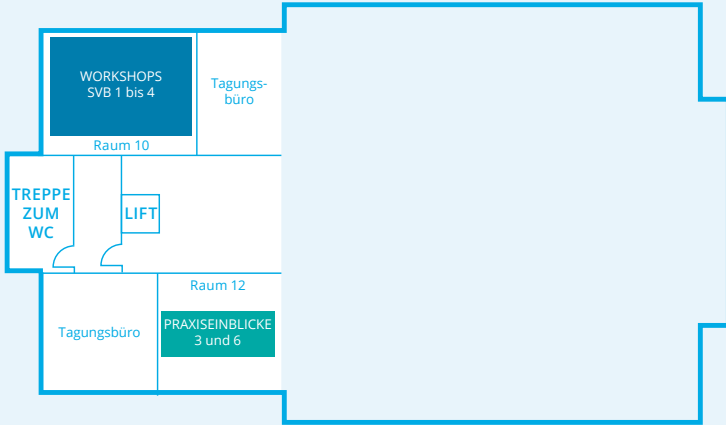 WORKSHOPS
SVB 1 bis 4
Tagungs-
büro
Raum 10
TREPPE
ZUM
WC
LIFT
Raum 12
Tagungsbüro
PRAXISEINBLICKE
3 und 6